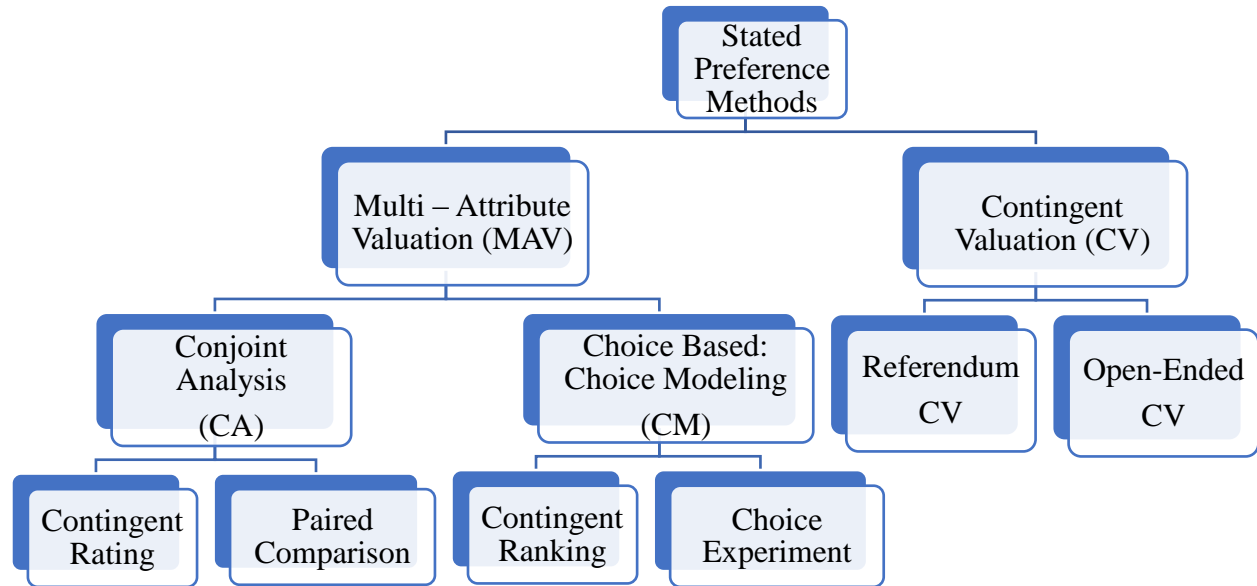 Stated
Preference
Methods
Multi – Attribute
Valuation (MAV)
Contingent
Valuation (CV)
Conjoint
Analysis
(CA)
Choice Based:
Choice Modeling
(CM)
Referendum
CV
Open-Ended
CV
Contingent
Rating
Paired
Comparison
Contingent
Ranking
Choice
Experiment